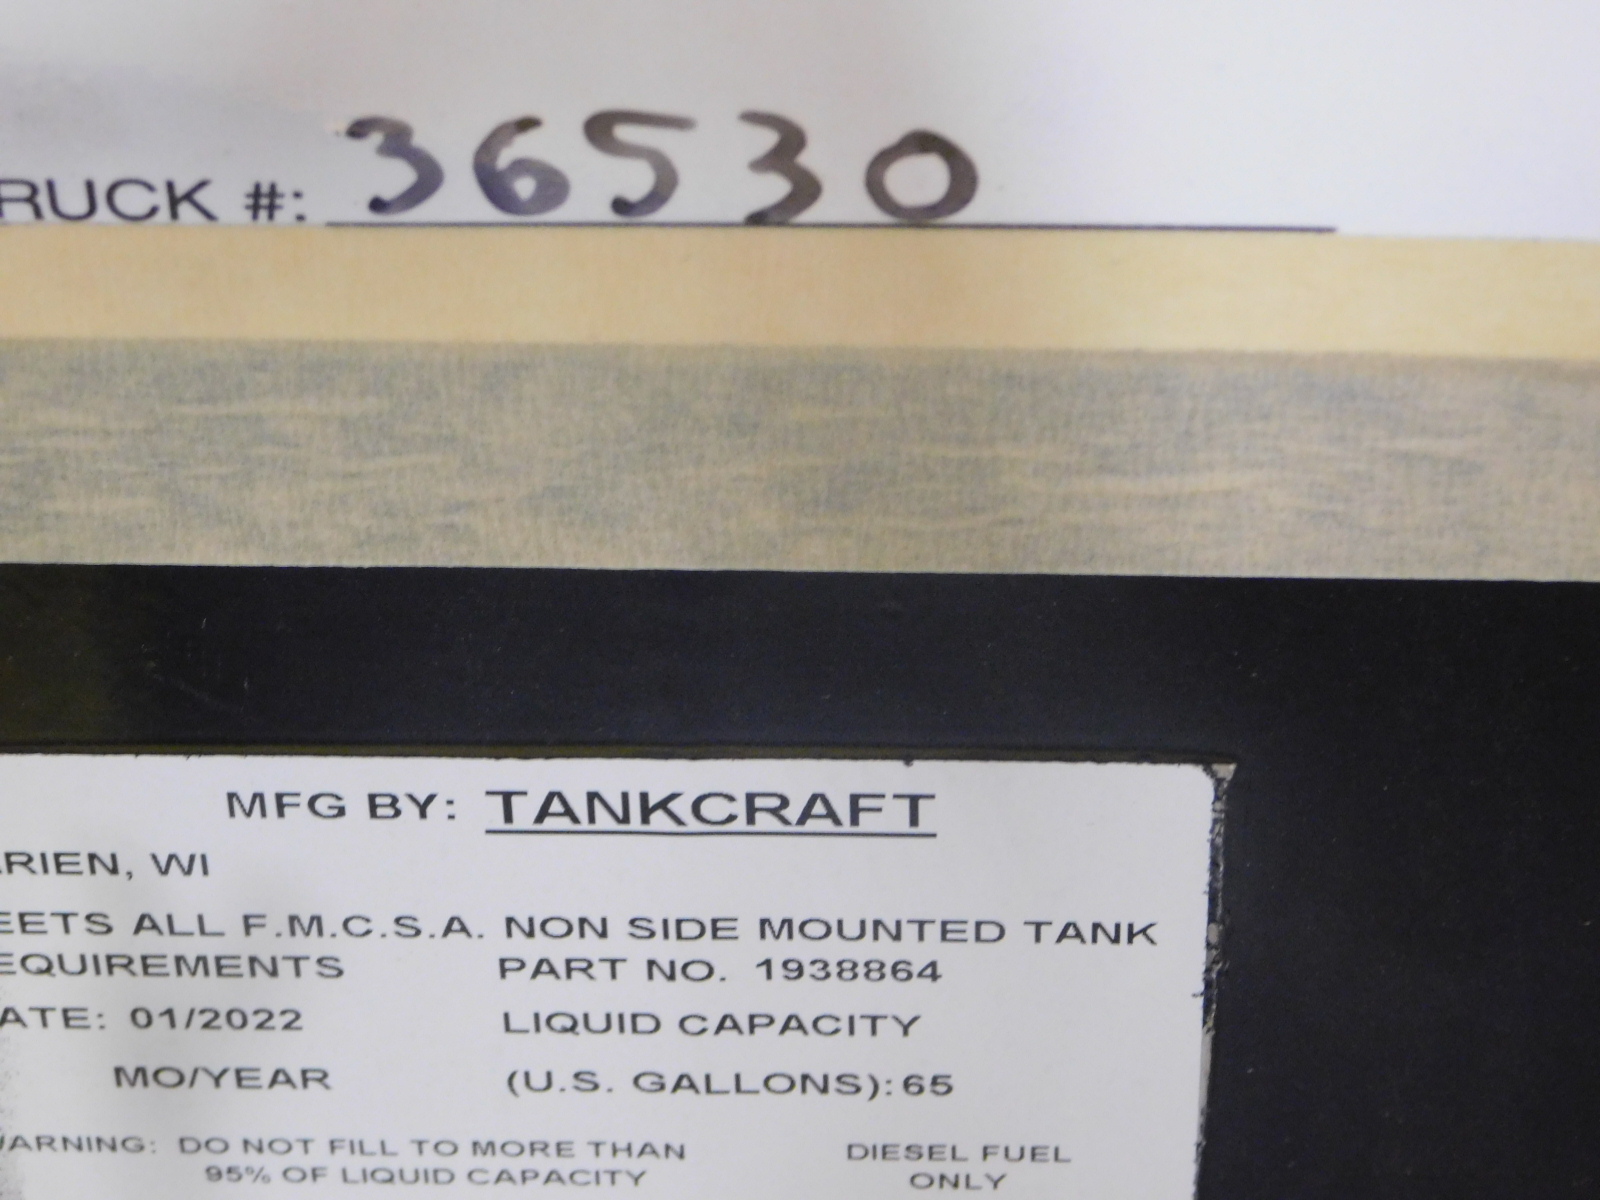 RUCK #: 36530
MFG BY: TANKCRAFT
RIEN, WI
EETS ALL F.M.C.S.A. NON SIDE MOUNTED TANK
EQUIREMENTS PART NO. 1938864
ATE: 01/2022 LIQUID CAPACITY
MO/YEAR (U.S. GALLONS): 65
ARNING: DO NOT FILL TO MORE THAN DIESEL FUEL
95% OF LIQUID CAPACITY ONLY